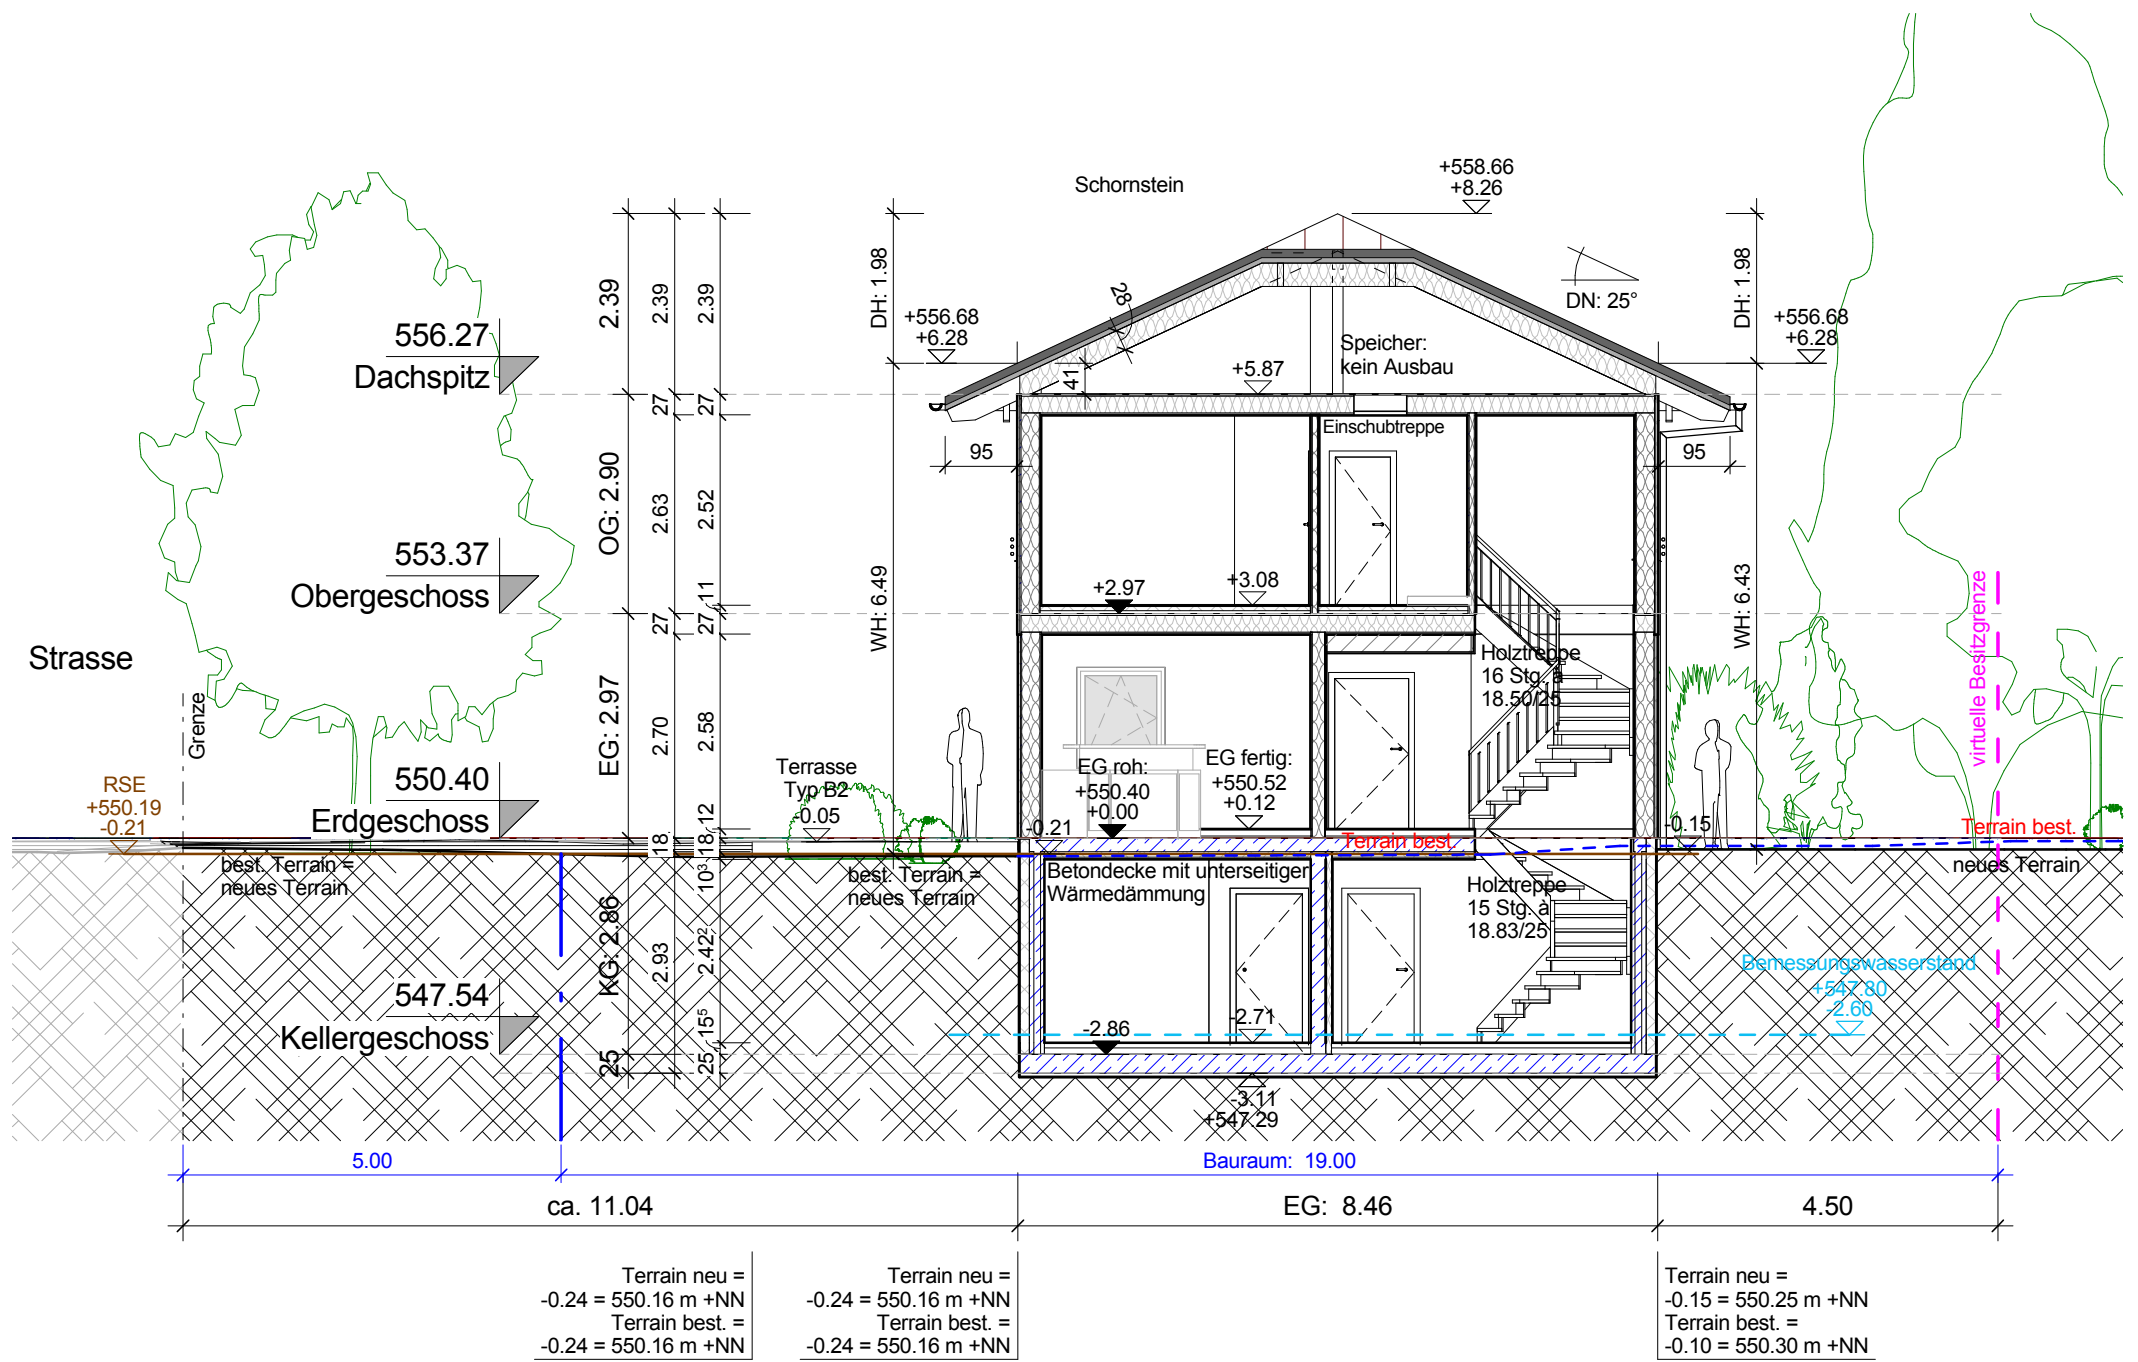 Schornstein
+558.66
+8.26
DH: 1.98
DH: 1.98
2.39
2.39
2.39
28
DN: 25°
+556.68
+6.28
+556.68
+6.28
556.27
Dachspitz
Speicher:
kein Ausbau
+5.87
41
27
27
Einschubtreppe
95
95
OG: 2.90
2.63
2.52
553.37
Obergeschoss
+2.97
+3.08
11
27
27
WH: 6.49
WH: 6.43
virtuelle Besitzgrenze
Strasse
Grenze
Holztreppe
16 Stg. à
18.50/25
EG: 2.97
2.70
2.58
550.40
Erdgeschoss
RSE
+550.19
-0.21
Terrasse
Typ B2
-0.05
EG roh:
+550.40
+0.00
EG fertig:
+550.52
+0.12
12
18
18
-0.21
-0.15
Terrain best.
Terrain best.
best. Terrain =
neues Terrain
best. Terrain =
neues Terrain
neues Terrain
Betondecke mit unterseitiger
Wärmedämmung
Holztreppe
15 Stg. à
18.83/25
10³
KG: 2.86
2.93
2.42²
Bemessungswasserstand
+547.80
-2.60
547.54
Kellergeschoss
15⁵
-2.86
-2.71
25
25
-3.11
+547.29
5.00
Bauraum: 19.00
ca. 11.04
EG: 8.46
4.50
Terrain neu =
-0.24 = 550.16 m +NN
Terrain best. =
-0.24 = 550.16 m +NN
Terrain neu =
-0.24 = 550.16 m +NN
Terrain best. =
-0.24 = 550.16 m +NN
Terrain neu =
-0.15 = 550.25 m +NN
Terrain best. =
-0.10 = 550.30 m +NN